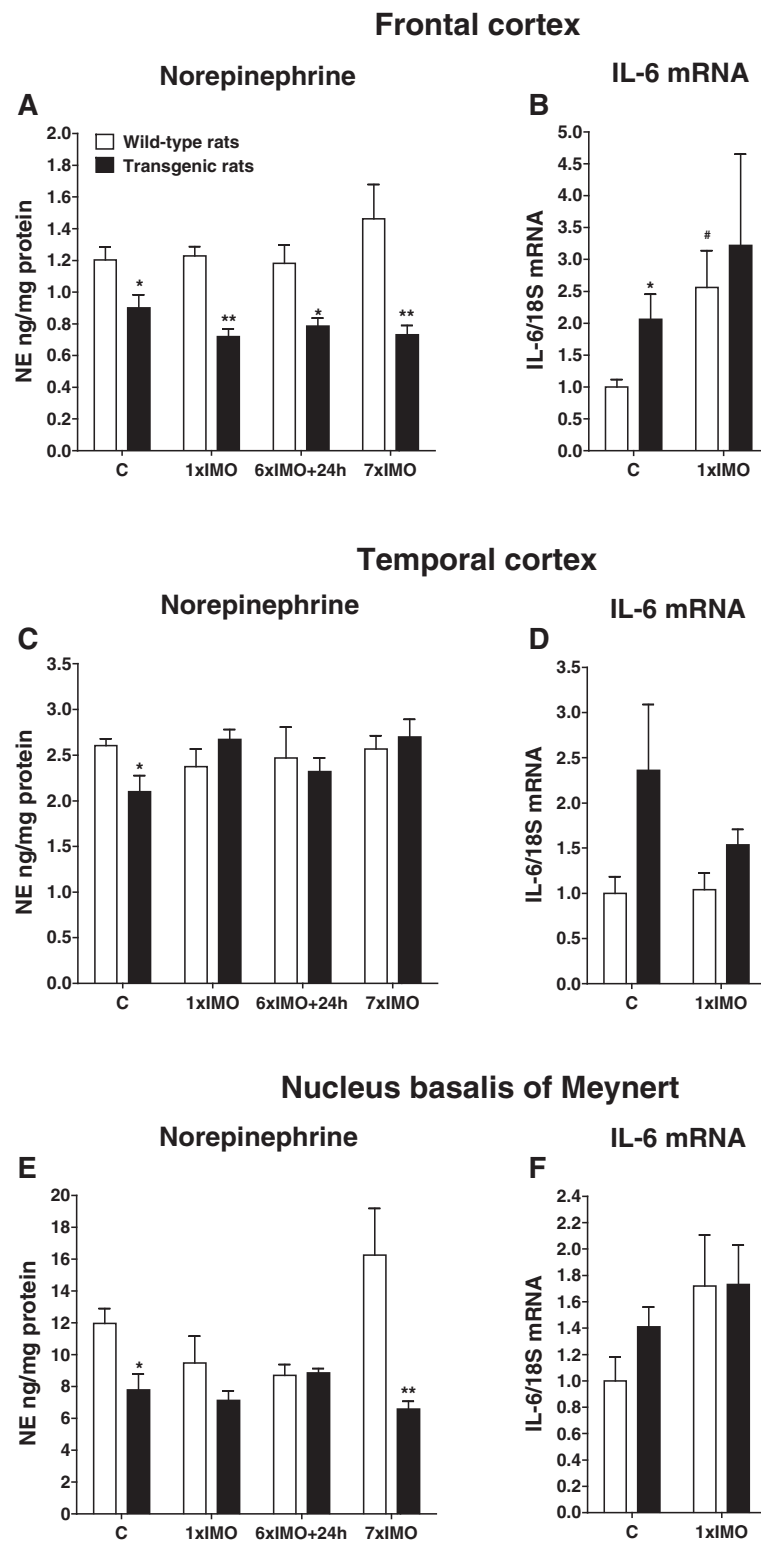 Frontal cortex
Norepinephrine
IL-6 mRNA
A
B
2.0
1.8
1.6
1.4
1.2
1.0
0.8
0.6
0.4
0.2
0.0
NE ng/mg protein
Wild-type rats
Transgenic rats
*
**
*
**
C
1xIMO
6xIMO+24h
7xIMO
5.0
4.5
4.0
3.5
3.0
2.5
2.0
1.5
1.0
0.5
0.0
IL-6/18S mRNA
*
#
C
1xIMO
Temporal cortex
Norepinephrine
IL-6 mRNA
C
D
3.5
3.0
2.5
2.0
1.5
1.0
0.5
0.0
NE ng/mg protein
*
C
1xIMO
6xIMO+24h
7xIMO
3.5
3.0
2.5
2.0
1.5
1.0
0.5
0.0
IL-6/18S mRNA
C
1xIMO
Nucleus basalis of Meynert
Norepinephrine
IL-6 mRNA
E
F
20
18
16
14
12
10
8
6
4
2
0
NE ng/mg protein
*
**
C
1xIMO
6xIMO+24h
7xIMO
2.4
2.2
2.0
1.8
1.6
1.4
1.2
1.0
0.8
0.6
0.4
0.2
0.0
IL-6/18S mRNA
C
1xIMO